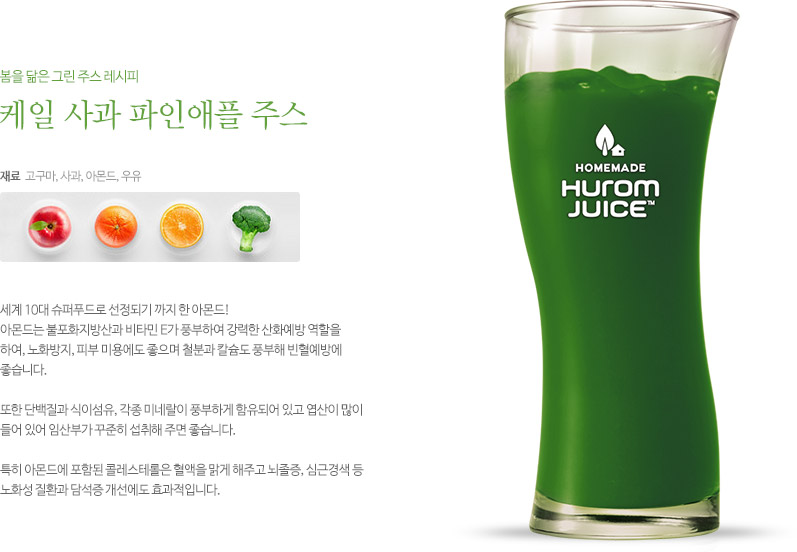 봄을 닮은 그린 주스 레시피
케일 사과 파인애플 주스
재료 고구마, 사과, 아몬드, 우유
세계 10대 슈퍼푸드로 선정되기 까지 한 아몬드!
아몬드는 불포화지방산과 비타민 E가 풍부하여 강력한 산화예방 역할을
하여, 노화방지, 피부 미용에도 좋으며 철분과 칼슘도 풍부해 빈혈예방에
좋습니다.
또한 단백질과 식이섬유, 각종 미네랄이 풍부하게 함유되어 있고 엽산이 많이
들어 있어 임산부가 꾸준히 섭취해 주면 좋습니다.
특히 아몬드에 포함된 콜레스테롤은 혈액을 맑게 해주고 뇌졸증, 심근경색 등
노화성 질환과 담석증 개선에도 효과적입니다.
HOMEMADE
HUROM
JUICE™